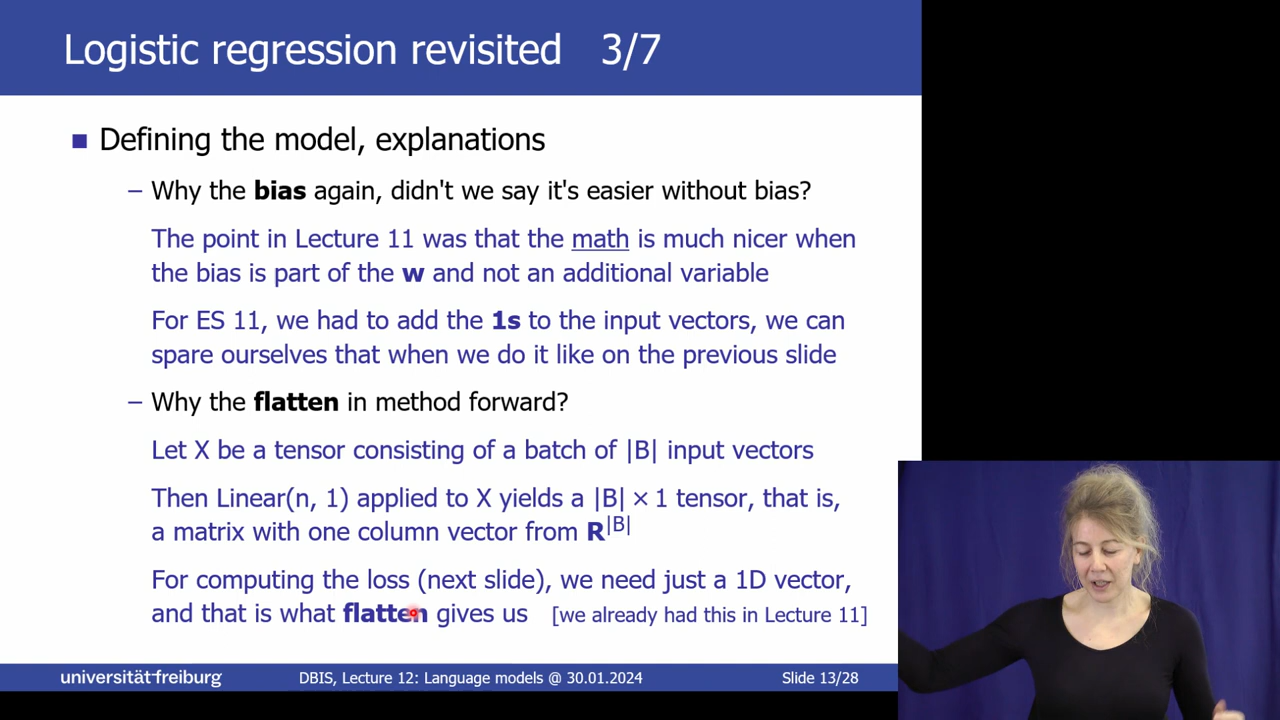 Logistic regression revisited 3/7
■ Defining the model, explanations
– Why the bias again, didn't we say it's easier without bias?
The point in Lecture 11 was that the math is much nicer when
the bias is part of the w and not an additional variable
For ES 11, we had to add the 1s to the input vectors, we can
spare ourselves that when we do it like on the previous slide
– Why the flatten in method forward?
Let X be a tensor consisting of a batch of |B| input vectors
Then Linear(n, 1) applied to X yields a |B| × 1 tensor, that is,
a matrix with one column vector from R^|B|
For computing the loss (next slide), we need just a 1D vector,
and that is what flatten gives us [we already had this in Lecture 11]
universität freiburg DBIS, Lecture 12: Language models @ 30.01.2024 Slide 13/28